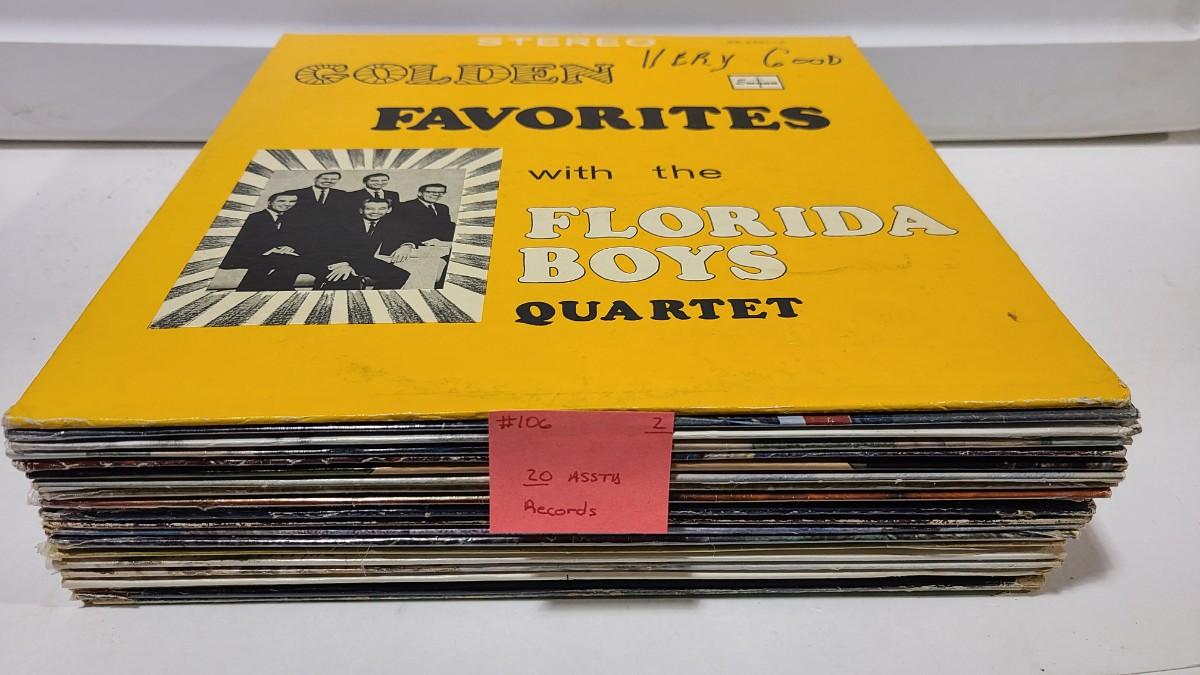 STEREO
GOLDEN
VERY GOOD
FAVORITES
with the
FLORIDA
BOYS
QUARTET
#106 2
20 ASSTD
Records